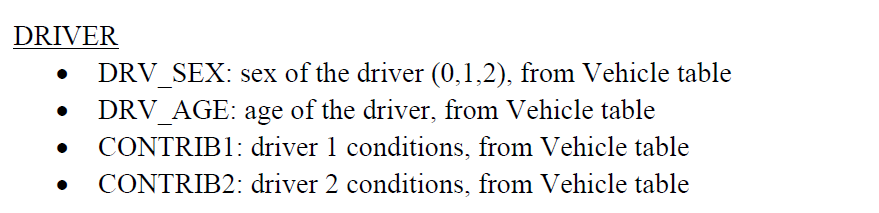 DRIVER
• DRV_SEX: sex of the driver (0,1,2), from Vehicle table
• DRV_AGE: age of the driver, from Vehicle table
• CONTRIB1: driver 1 conditions, from Vehicle table
• CONTRIB2: driver 2 conditions, from Vehicle table